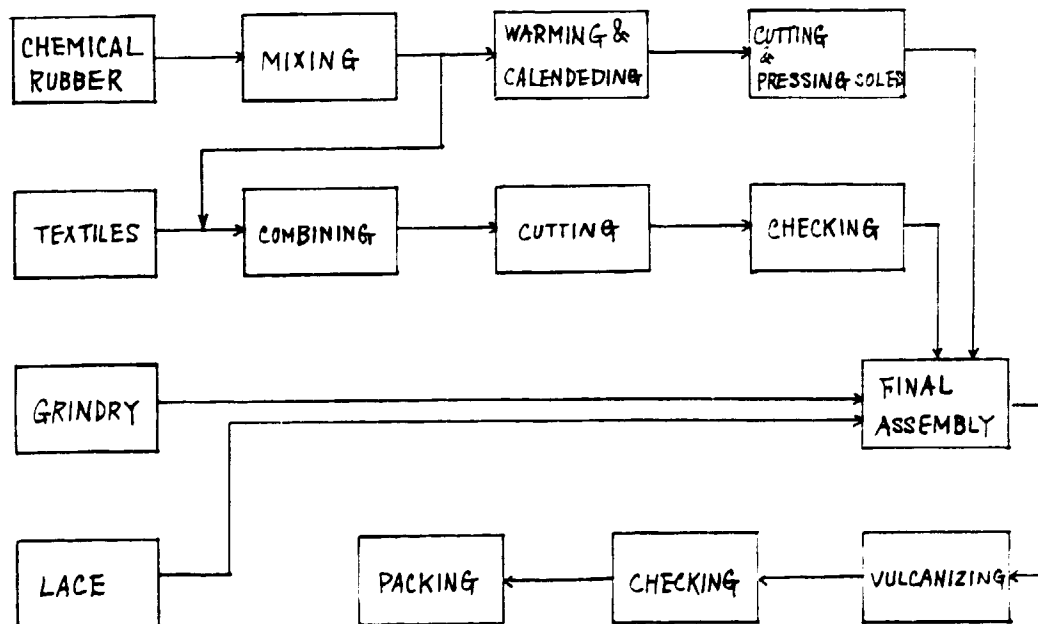 CHEMICAL
RUBBER
MIXING
WARMING &
CALENDEDING
CUTTING
&
PRESSING SOLES
TEXTILES
COMBINING
CUTTING
CHECKING
GRINDRY
FINAL
ASSEMBLY
LACE
PACKING
CHECKING
VULCANIZING